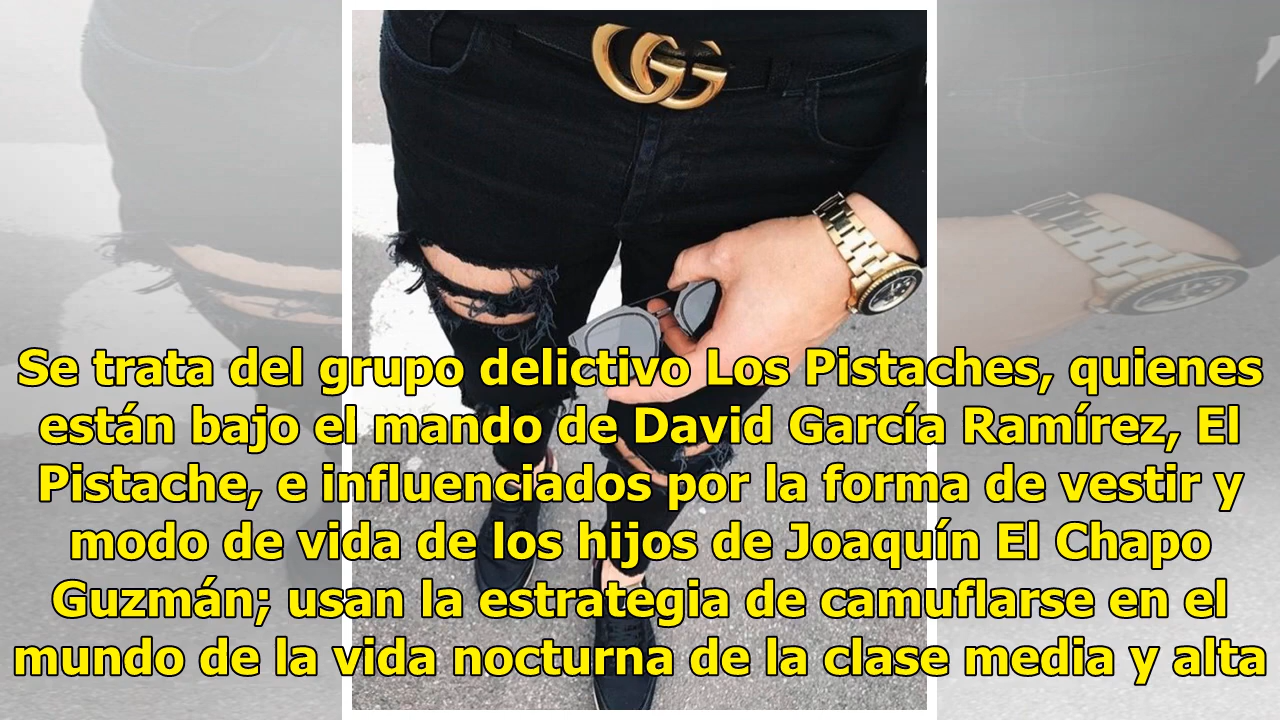 Se trata del grupo delictivo Los Pistaches, quienes
están bajo el mando de David García Ramírez, El
Pistache, e influenciados por la forma de vestir y
modo de vida de los hijos de Joaquín El Chapo
Guzmán; usan la estrategia de camuflarse en el
mundo de la vida nocturna de la clase media y alta